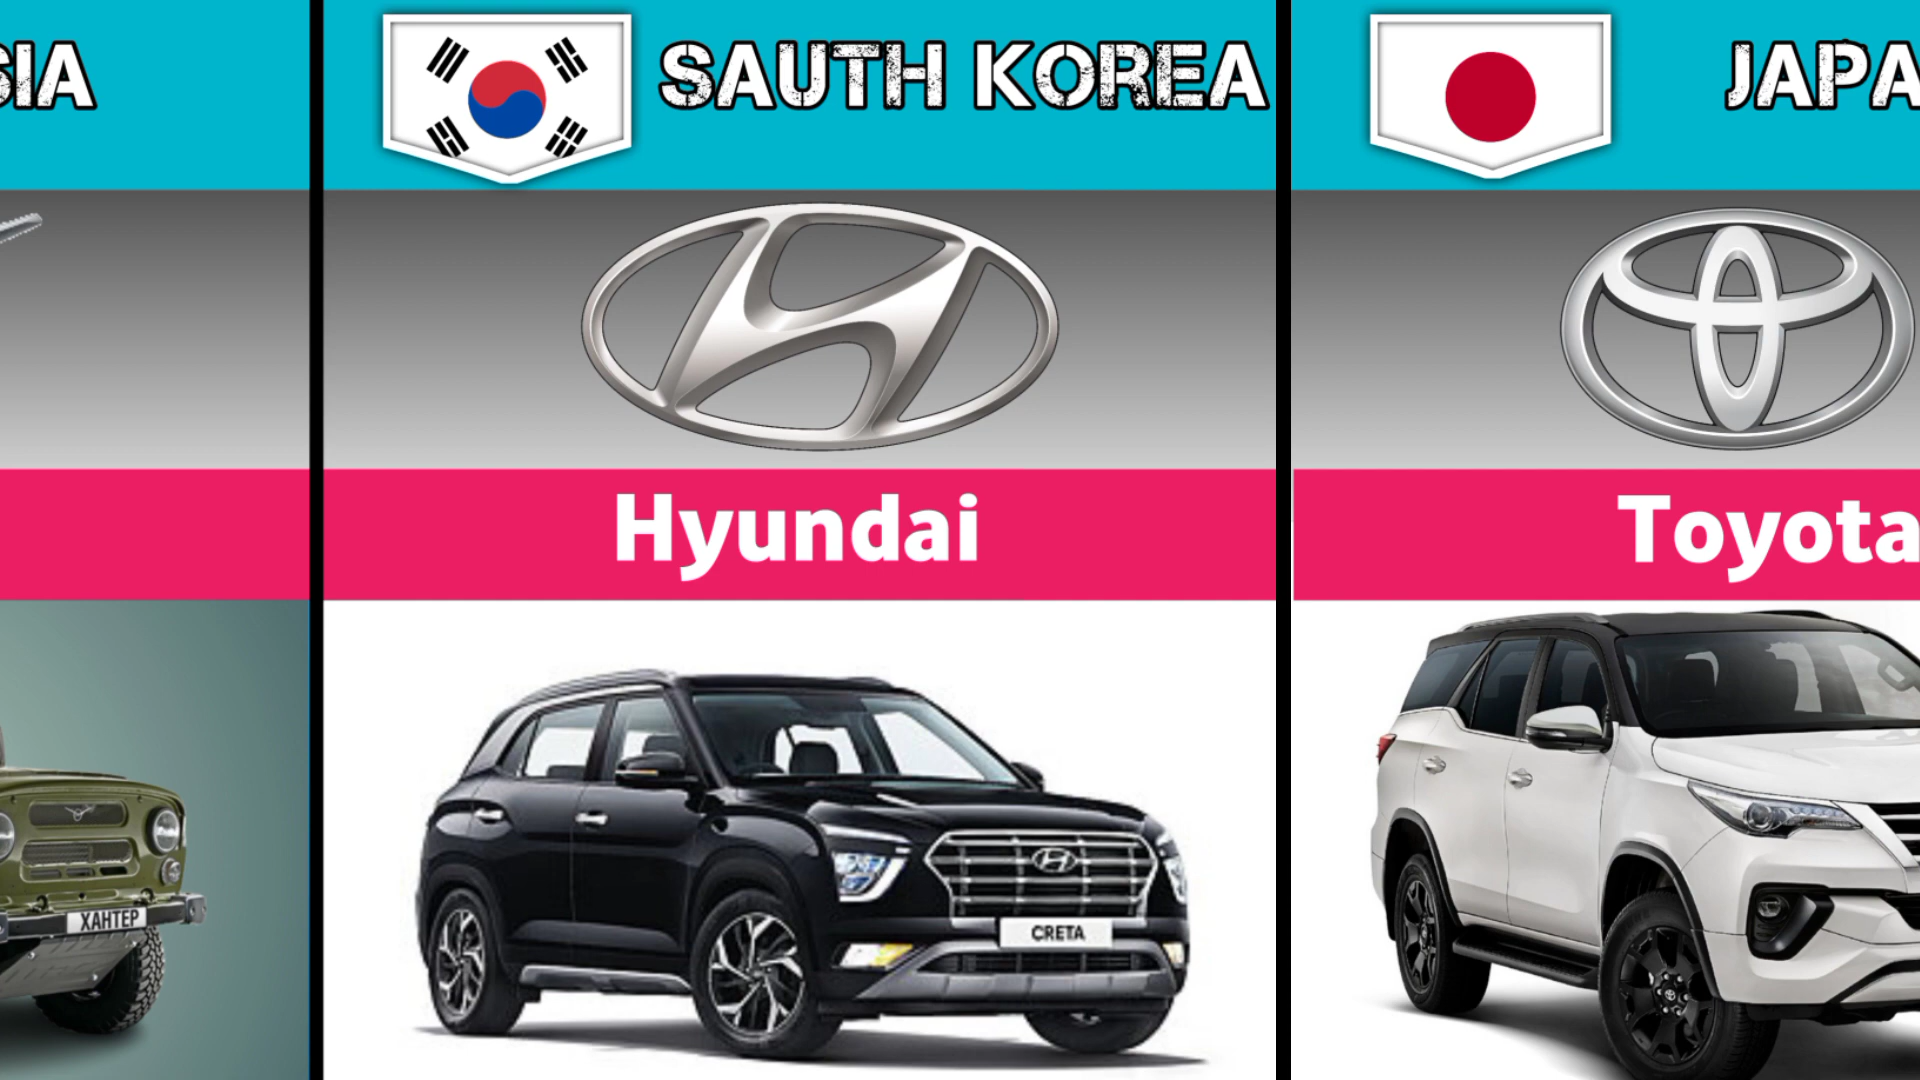 SIA
SAUTH KOREA
JAPA
Hyundai
Toyota
ХАНТЕР
CRETA